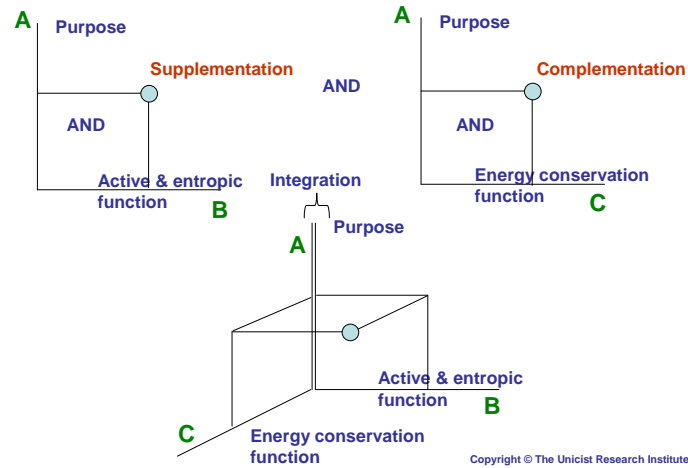 A
Purpose
Supplementation
AND
Active & entropic
function
B
AND
A
Purpose
Complementation
AND
Energy conservation
function
C
Integration
Purpose
A
Active & entropic
function
B
C
Energy conservation
function
Copyright © The Unicist Research Institute